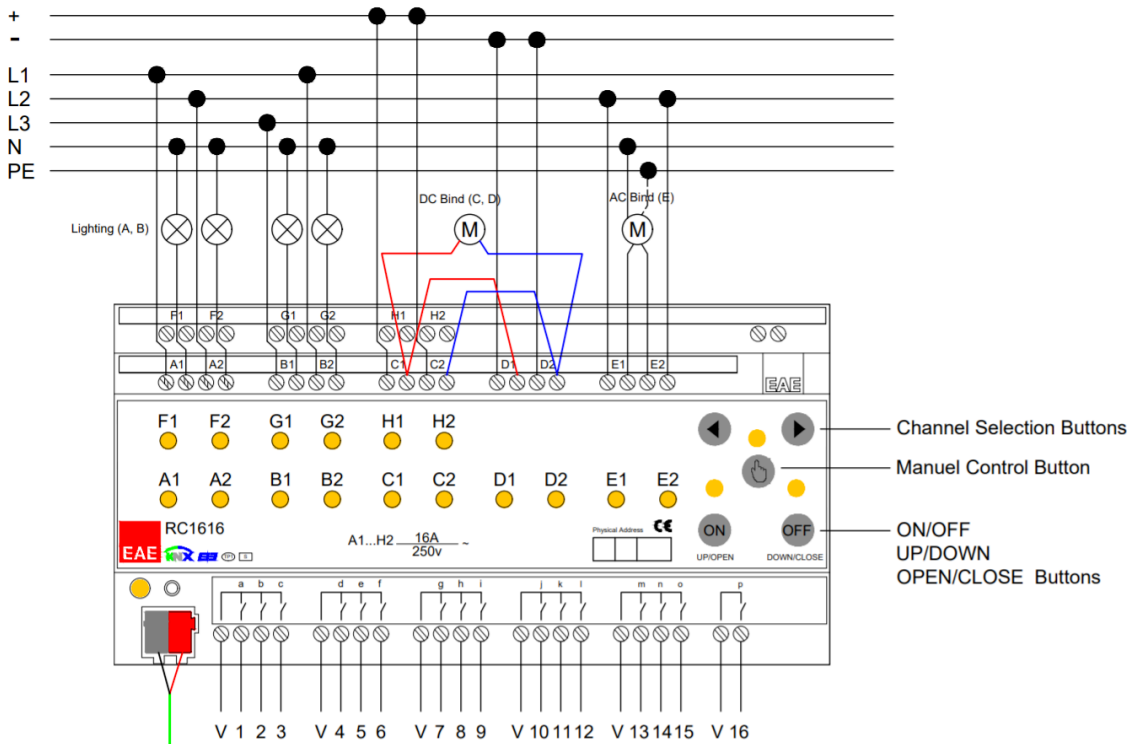 +
-
L1
L2
L3
N
PE
Lighting (A, B)
DC Bind (C, D)
AC Bind (E)
M
M
F1 F2 G1 G2 H1 H2
A1 A2 B1 B2 C1 C2 D1 D2 E1 E2
EAE
F1 F2 G1 G2 H1 H2
Channel Selection Buttons
Manuel Control Button
A1 A2 B1 B2 C1 C2 D1 D2 E1 E2
RC1616
EAE
KNX
A1...H2 16A
250v ~
Physical Address CE
ON OFF
UP/OPEN DOWN/CLOSE
ON/OFF
UP/DOWN
OPEN/CLOSE Buttons
a b c d e f g h i j k l m n o p
V 1 2 3 V 4 5 6 V 7 8 9 V 10 11 12 V 13 14 15 V 16